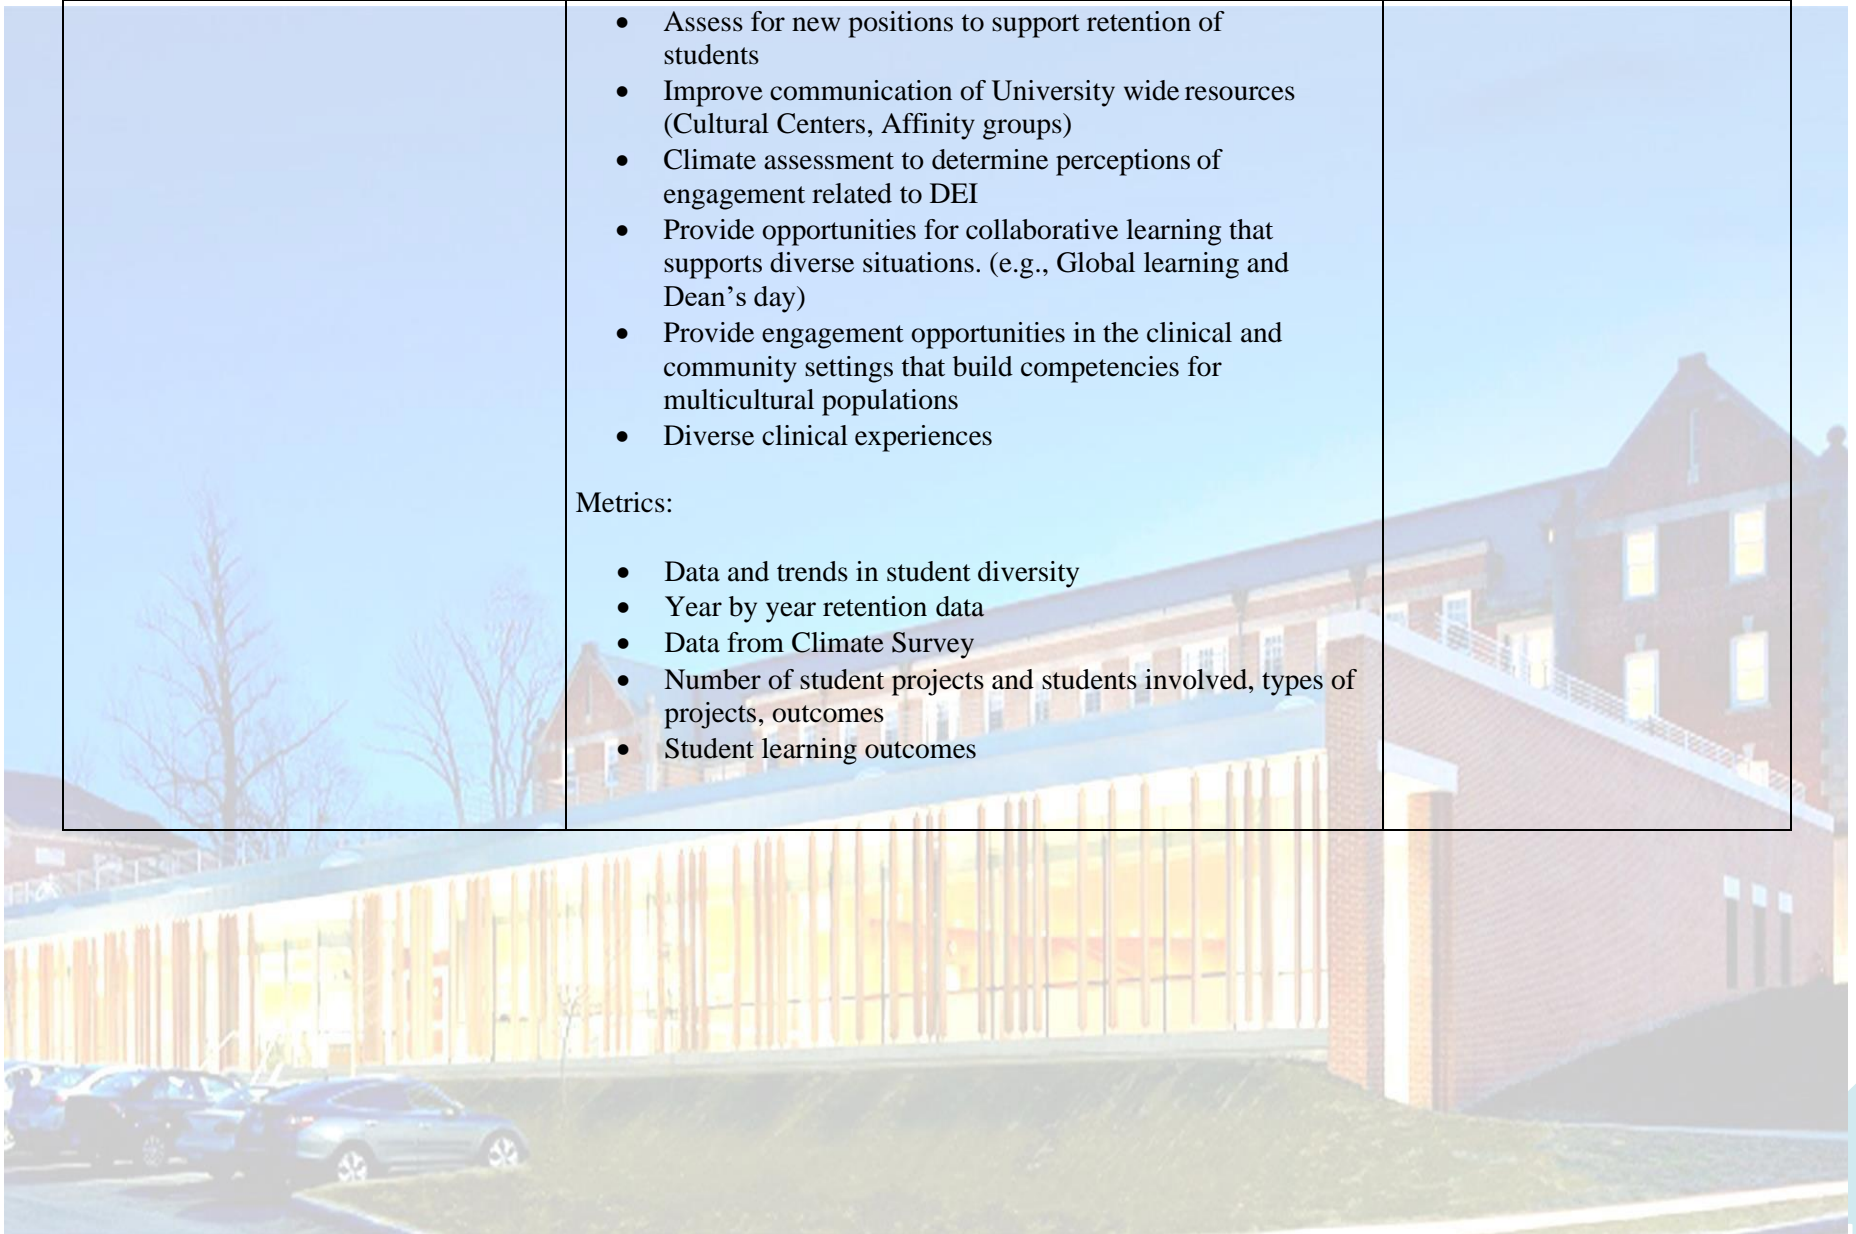 • Assess for new positions to support retention of
students
• Improve communication of University wide resources
(Cultural Centers, Affinity groups)
• Climate assessment to determine perceptions of
engagement related to DEI
• Provide opportunities for collaborative learning that
supports diverse situations. (e.g., Global learning and
Dean’s day)
• Provide engagement opportunities in the clinical and
community settings that build competencies for
multicultural populations
• Diverse clinical experiences
Metrics:
• Data and trends in student diversity
• Year by year retention data
• Data from Climate Survey
• Number of student projects and students involved, types of
projects, outcomes
• Student learning outcomes